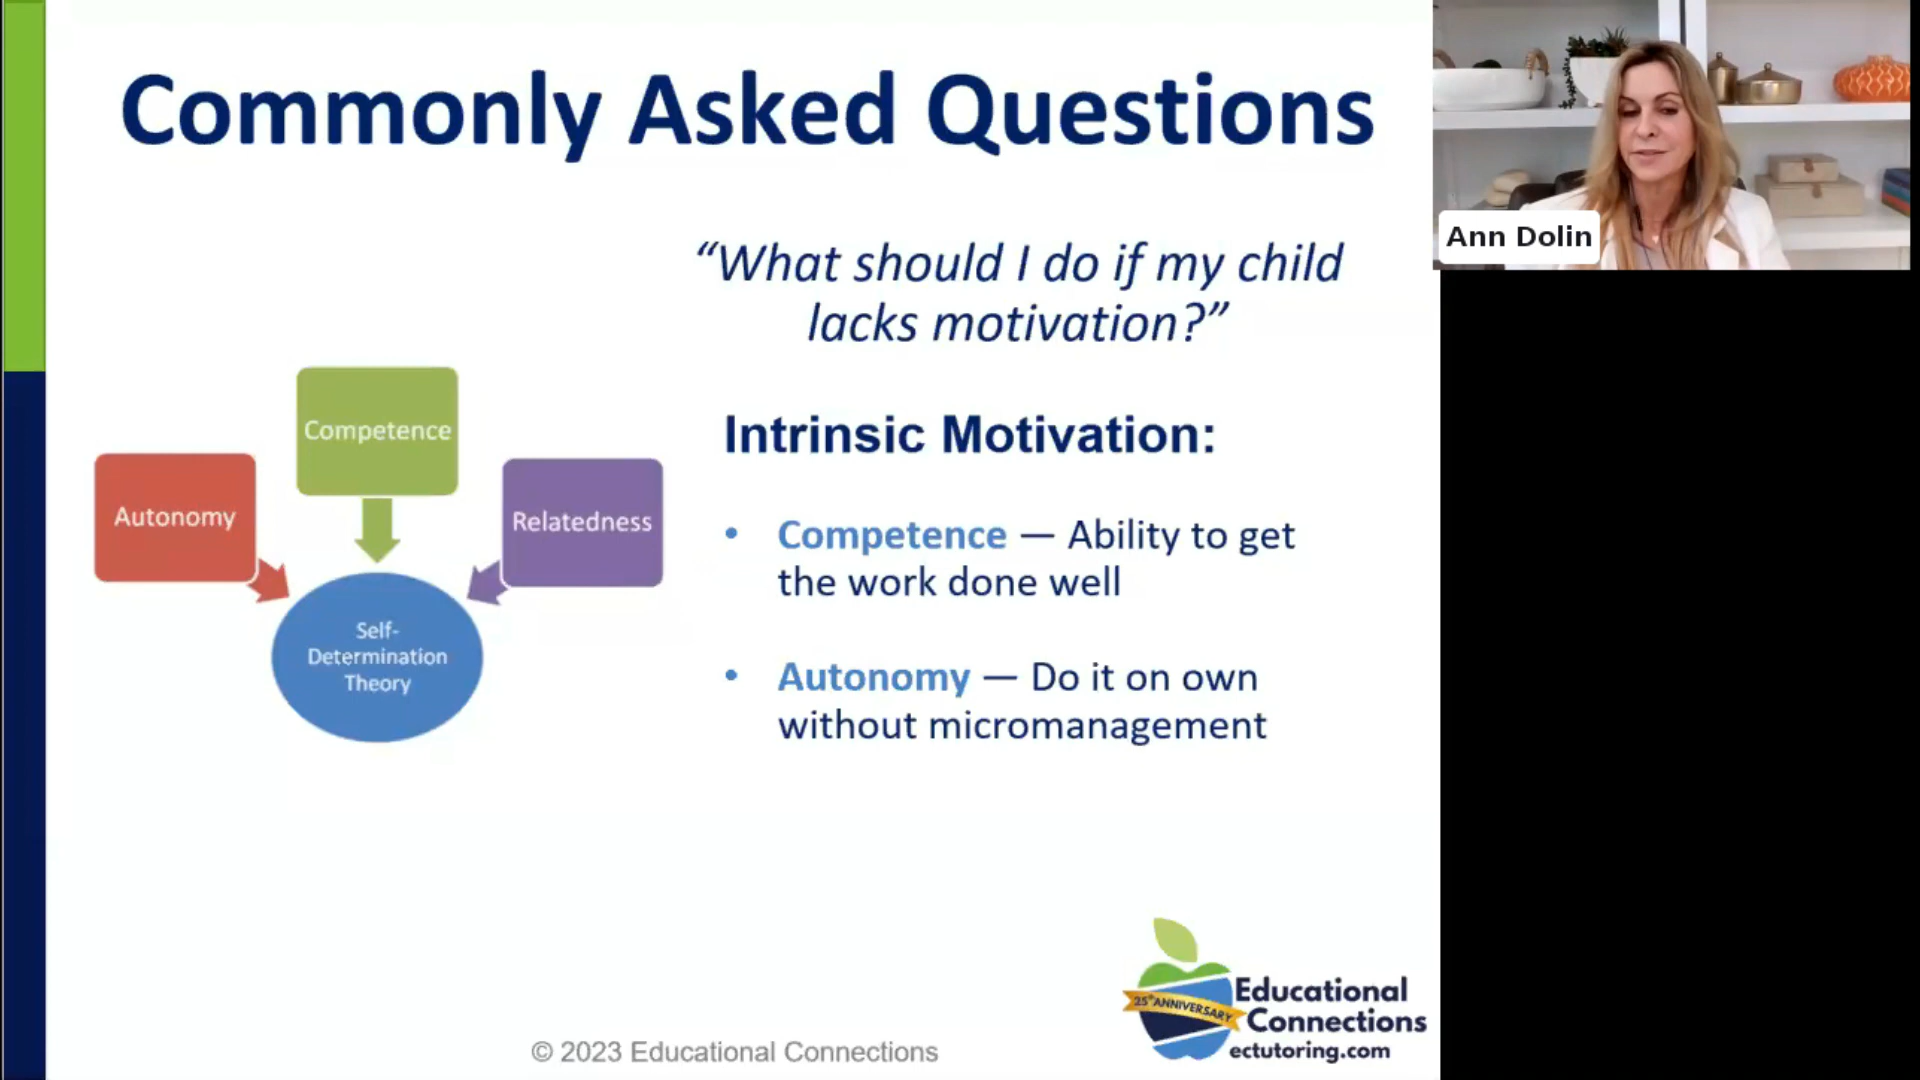 Commonly Asked Questions
Ann Dolin
“What should I do if my child
lacks motivation?”
Competence
Autonomy
Relatedness
Self-
Determination
Theory
Intrinsic Motivation:
• Competence — Ability to get
the work done well
• Autonomy — Do it on own
without micromanagement
25th ANNIVERSARY
Educational
Connections
ectutoring.com
© 2023 Educational Connections